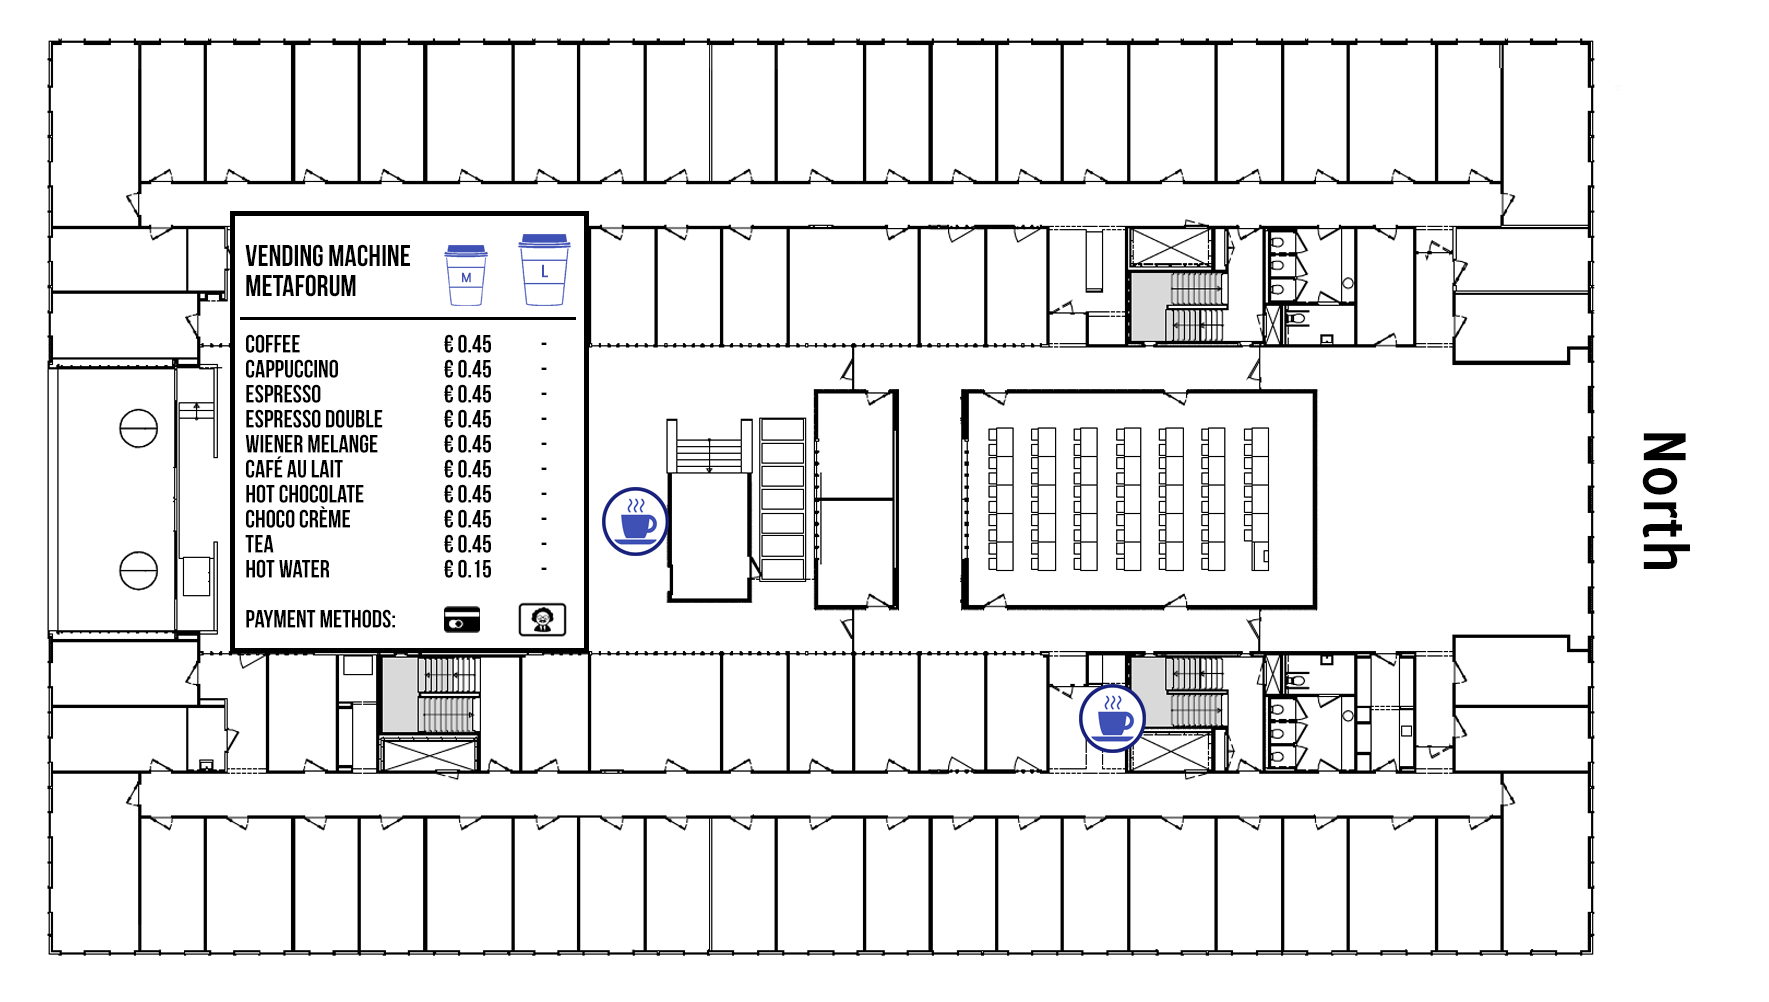 VENDING MACHINE
METAFORUM
M
L
COFFEE € 0.45 -
CAPPUCCINO € 0.45 -
ESPRESSO € 0.45 -
ESPRESSO DOUBLE € 0.45 -
WIENER MELANGE € 0.45 -
CAFÉ AU LAIT € 0.45 -
HOT CHOCOLATE € 0.45 -
CHOCO CRÈME € 0.45 -
TEA € 0.45 -
HOT WATER € 0.15 -
PAYMENT METHODS:
North